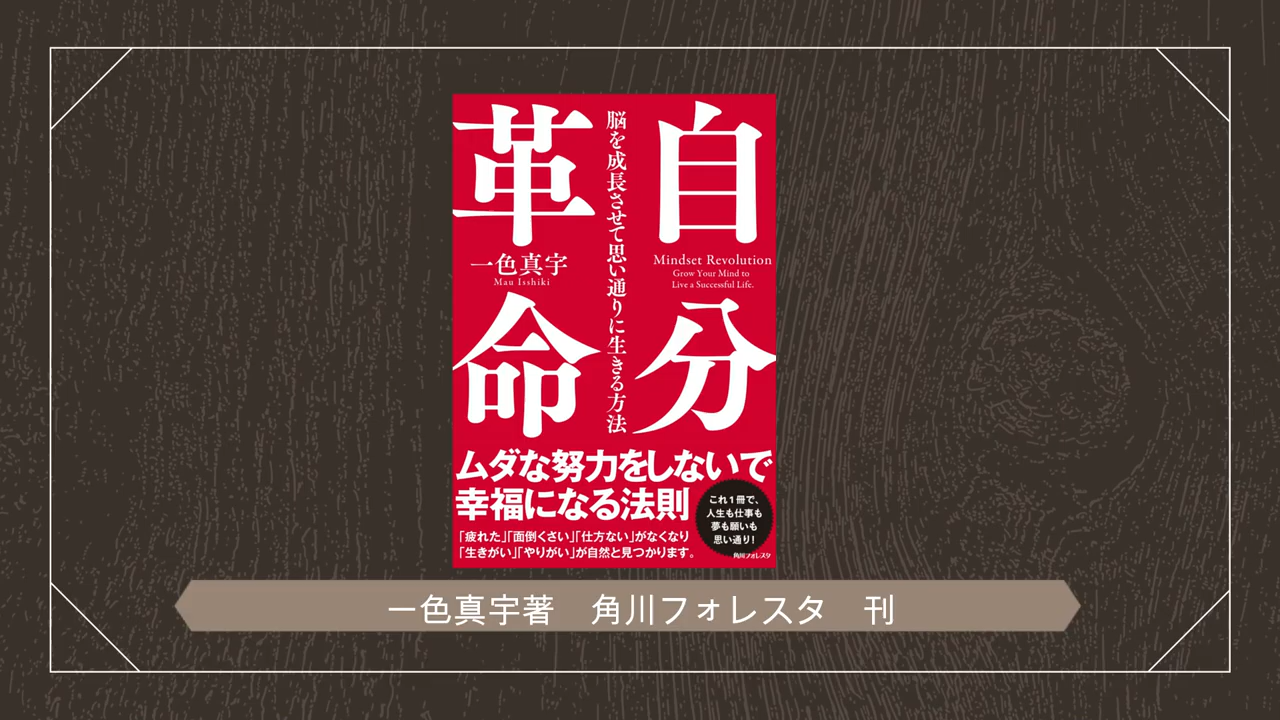 自分
革命
脳を成長させて思い通りに生きる方法
Mindset Revolution
Grow Your Mind to
Live a Successful Life.
一色真宇
Mau Isshiki
ムダな努力をしないで
幸福になる法則
「疲れた」「面倒くさい」「仕方ない」がなくなり
「生きがい」「やりがい」が自然と見つかります。
これ1冊で、
人生も仕事も
夢も願いも
思い通り!
角川フォレスタ
一色真宇著　角川フォレスタ　刊